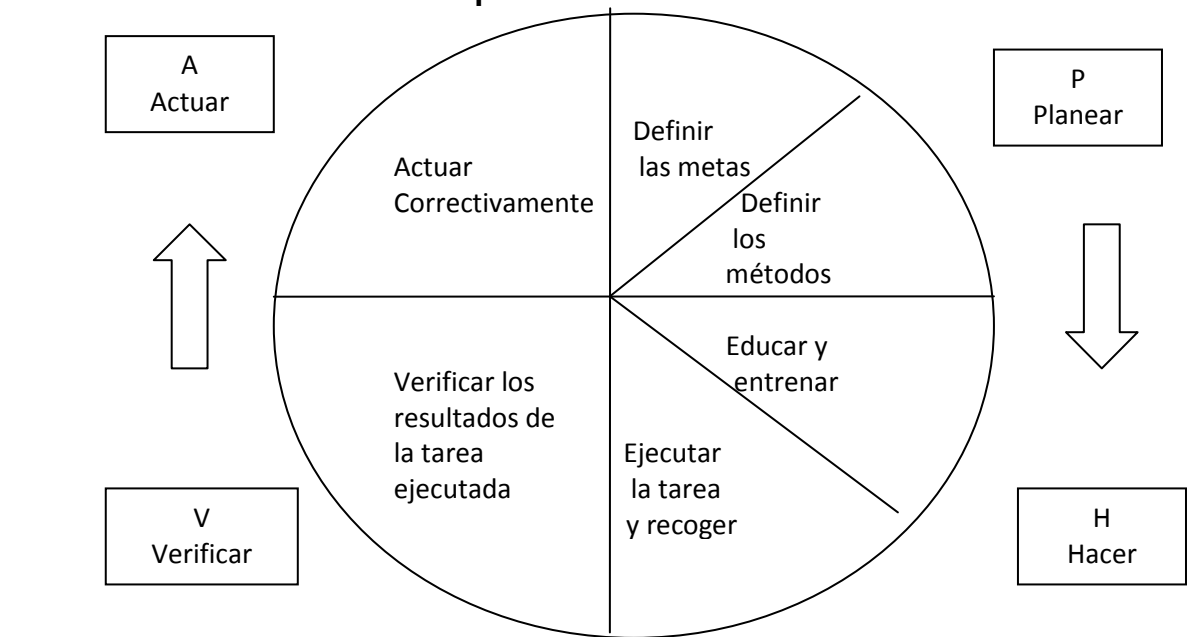 A
Actuar
P
Planear
Definir
las metas
Actuar
Correctivamente
Definir
los
métodos
Educar y
entrenar
Verificar los
resultados de
la tarea
ejecutada
Ejecutar
la tarea
y recoger
V
Verificar
H
Hacer